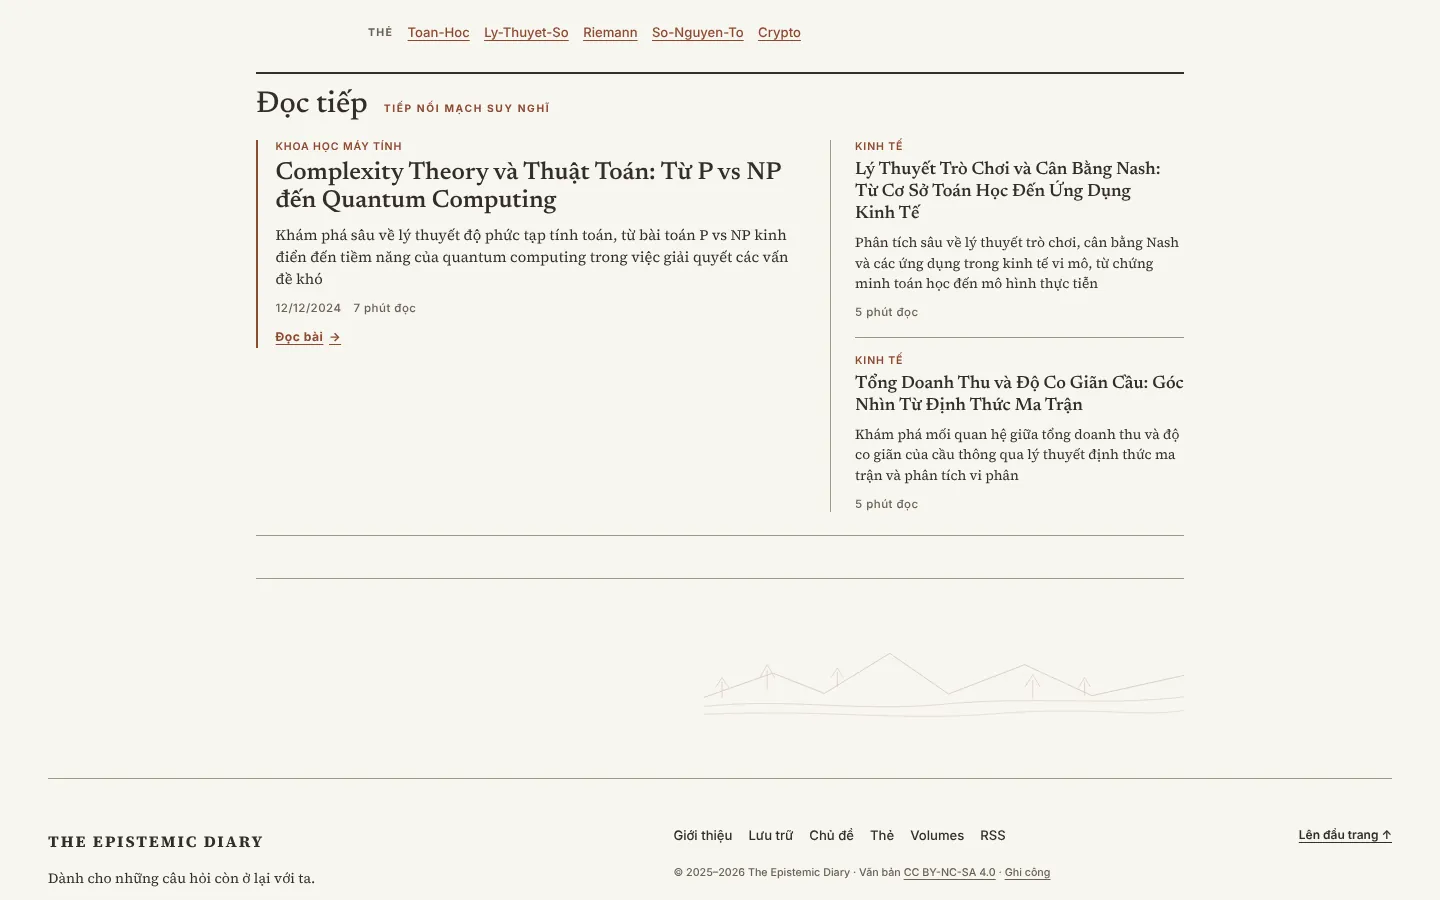 THẺ Toan-Hoc Ly-Thuyet-So Riemann So-Nguyen-To Crypto
Đọc tiếp TIẾP NỐI MẠCH SUY NGHĨ
KHOA HỌC MÁY TÍNH
Complexity Theory và Thuật Toán: Từ P vs NP
đến Quantum Computing
Khám phá sâu về lý thuyết độ phức tạp tính toán, từ bài toán P vs NP kinh
điển đến tiềm năng của quantum computing trong việc giải quyết các vấn
đề khó
12/12/2024 7 phút đọc
Đọc bài →
KINH TẾ
Lý Thuyết Trò Chơi và Cân Bằng Nash:
Từ Cơ Sở Toán Học Đến Ứng Dụng
Kinh Tế
Phân tích sâu về lý thuyết trò chơi, cân bằng Nash
và các ứng dụng trong kinh tế vi mô, từ chứng
minh toán học đến mô hình thực tiễn
5 phút đọc
KINH TẾ
Tổng Doanh Thu và Độ Co Giãn Cầu: Góc
Nhìn Từ Định Thức Ma Trận
Khám phá mối quan hệ giữa tổng doanh thu và độ
co giãn của cầu thông qua lý thuyết định thức ma
trận và phân tích vi phân
5 phút đọc
THE EPISTEMIC DIARY
Dành cho những câu hỏi còn ở lại với ta.
Giới thiệu Lưu trữ Chủ đề Thẻ Volumes RSS
© 2025–2026 The Epistemic Diary · Văn bản CC BY-NC-SA 4.0 · Ghi công
Lên đầu trang ↑